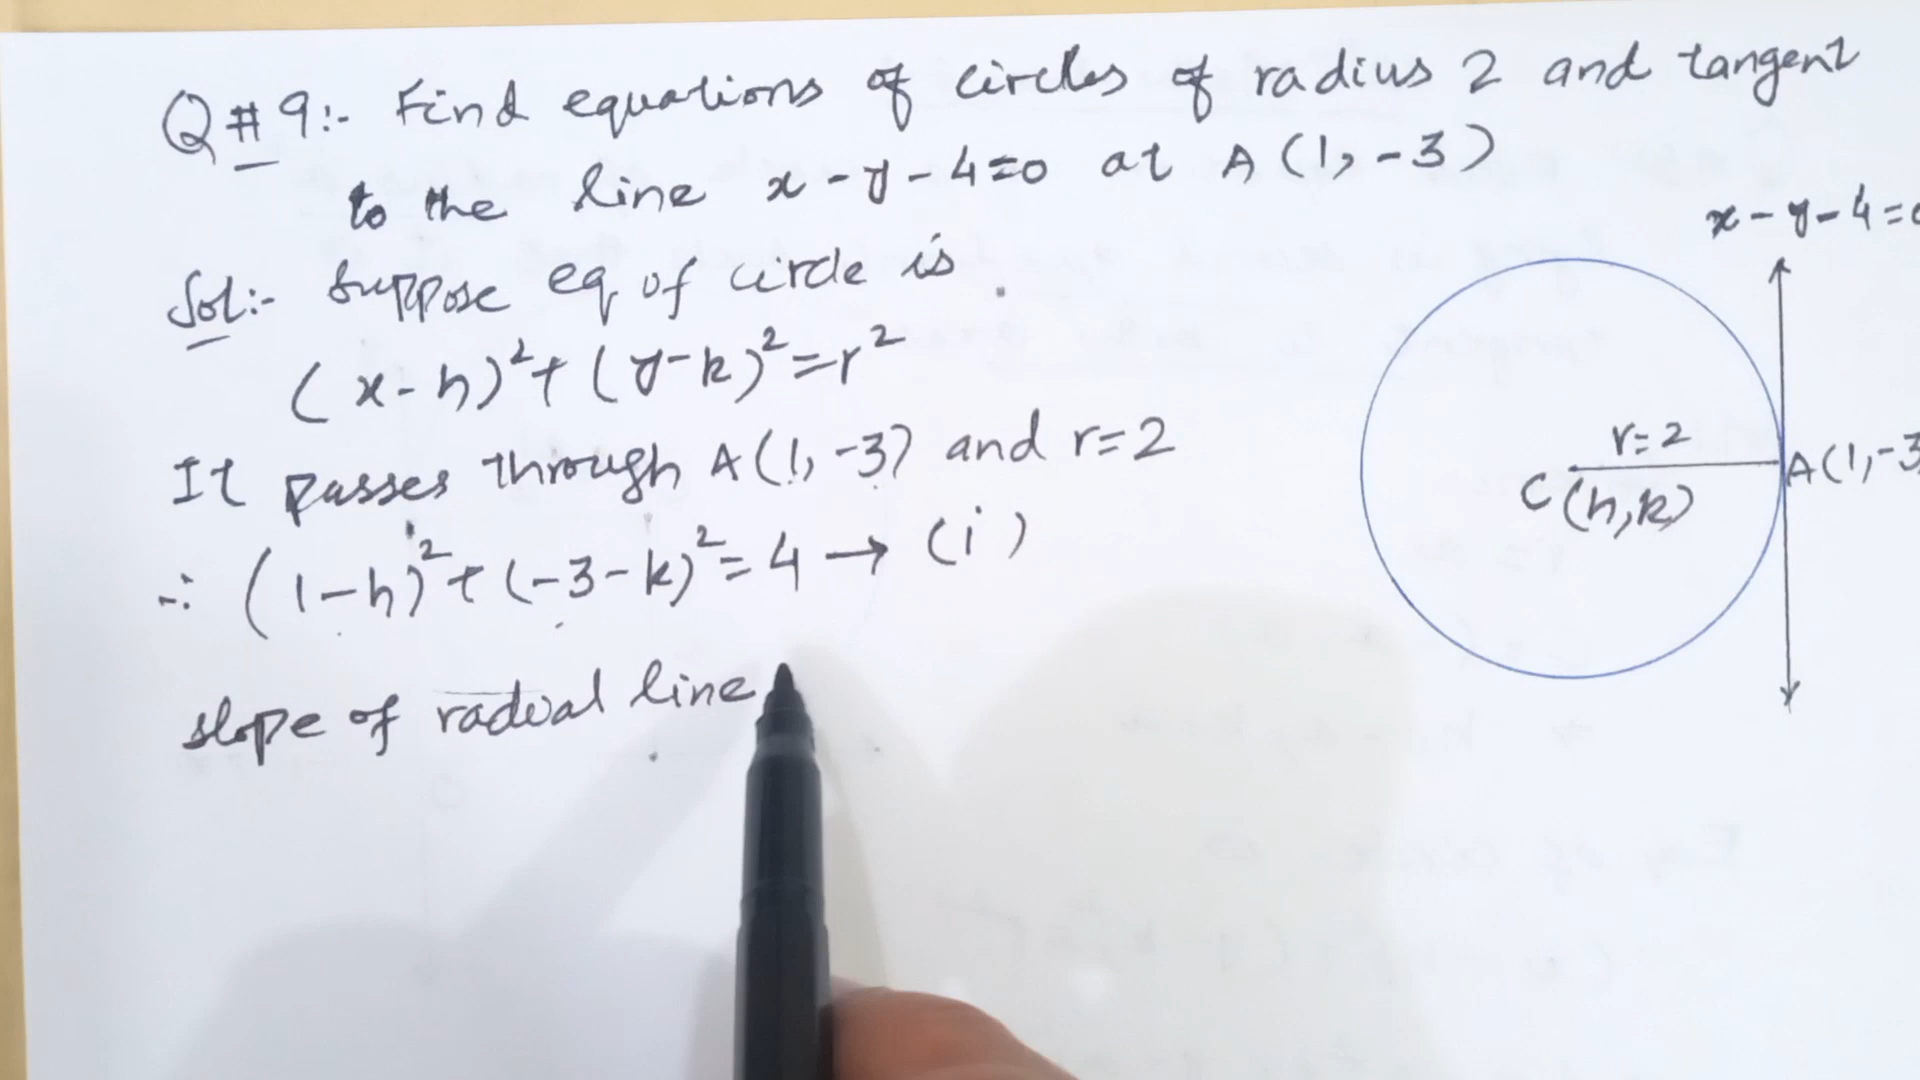 Q#9:- Find equations of circles of radius 2 and tangent
to the line x-y-4=0 at A(1,-3)
Sol:- Suppose eq of circle is
(x-h)²+(y-k)²=r²
It passes through A(1,-3) and r=2
∴ (1-h)²+(-3-k)²=4 → (i)
slope of radial line
x-y-4=0
r=2
C(h,k)
A(1,-3